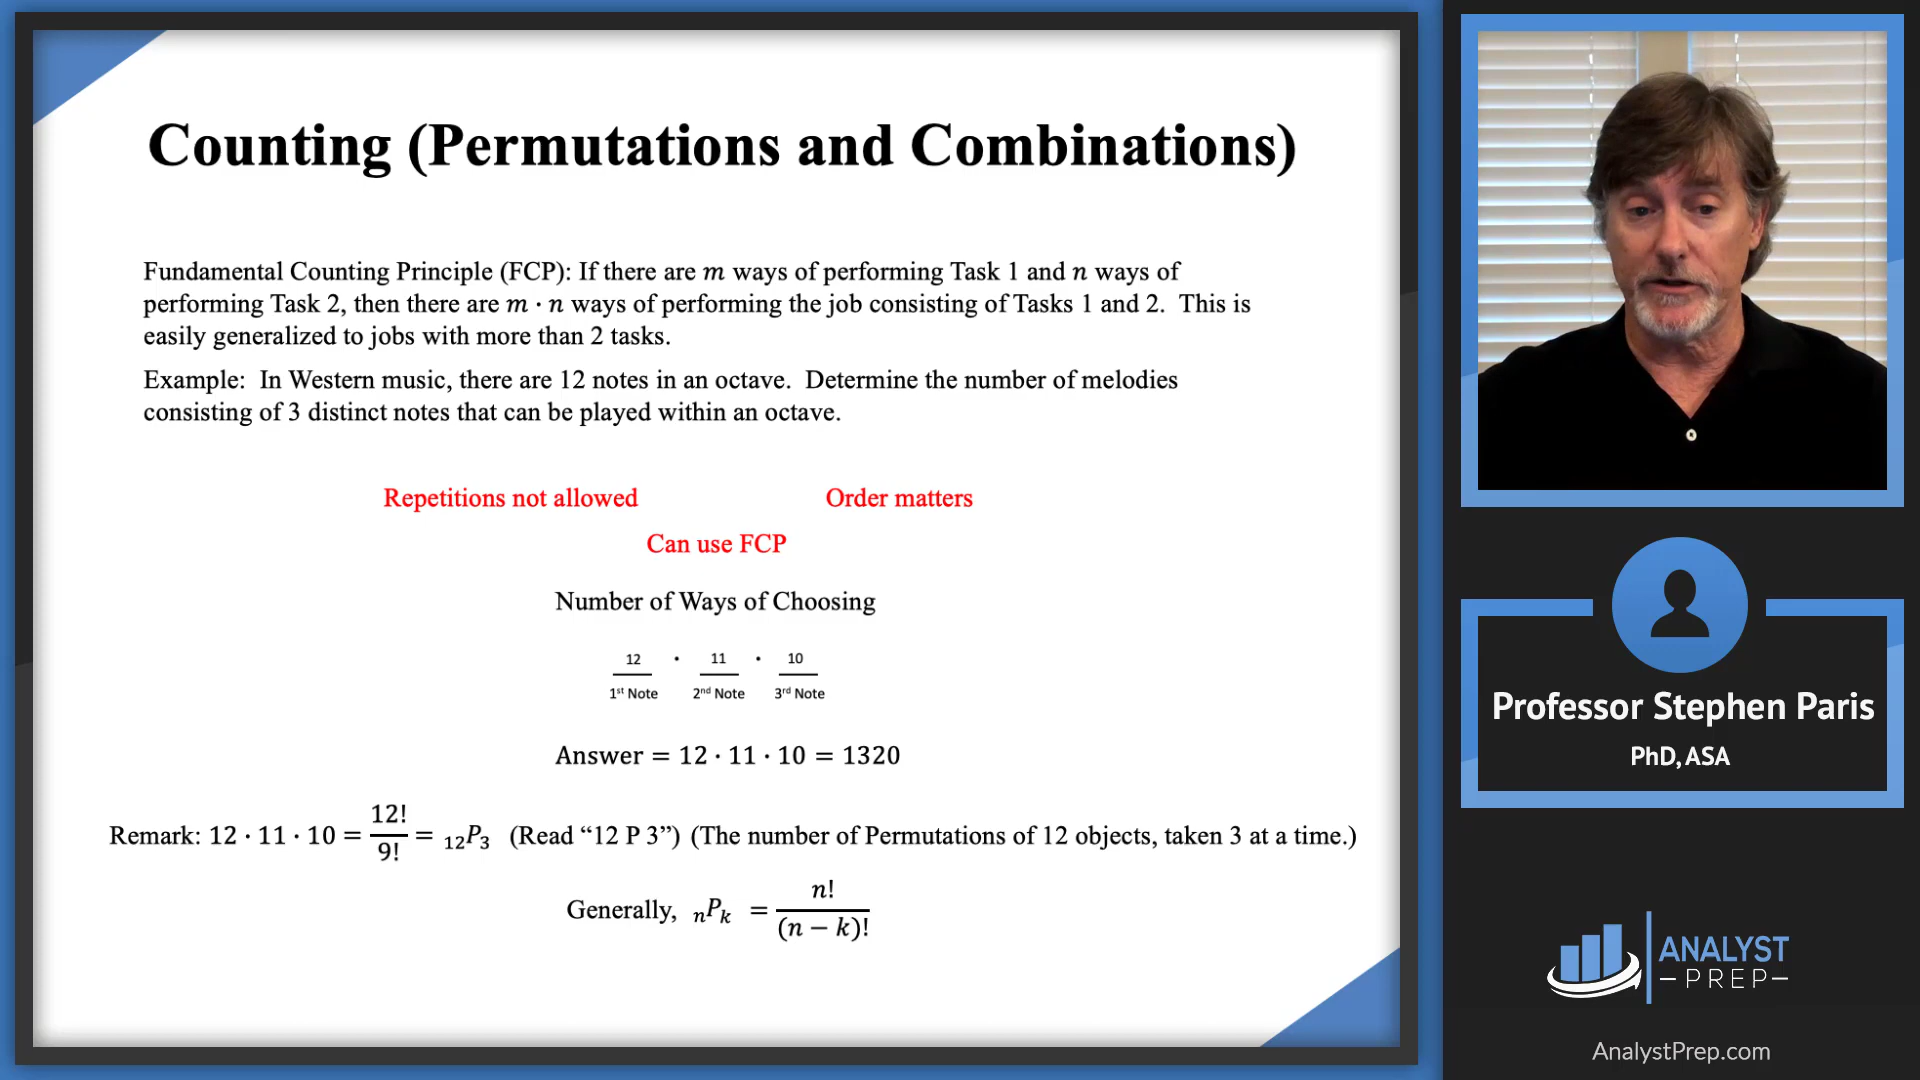 Counting (Permutations and Combinations)
Fundamental Counting Principle (FCP): If there are m ways of performing Task 1 and n ways of
performing Task 2, then there are m · n ways of performing the job consisting of Tasks 1 and 2. This is
easily generalized to jobs with more than 2 tasks.
Example: In Western music, there are 12 notes in an octave. Determine the number of melodies
consisting of 3 distinct notes that can be played within an octave.
Repetitions not allowed Order matters
Can use FCP
Number of Ways of Choosing
12 · 11 · 10
1st Note 2nd Note 3rd Note
Answer = 12 · 11 · 10 = 1320
Remark: 12 · 11 · 10 = 12!/9! = ₁₂P₃ (Read “12 P 3”) (The number of Permutations of 12 objects, taken 3 at a time.)
Generally, ₙPₖ = n!/(n − k)!
Professor Stephen Paris
PhD, ASA
ANALYST
PREP
AnalystPrep.com